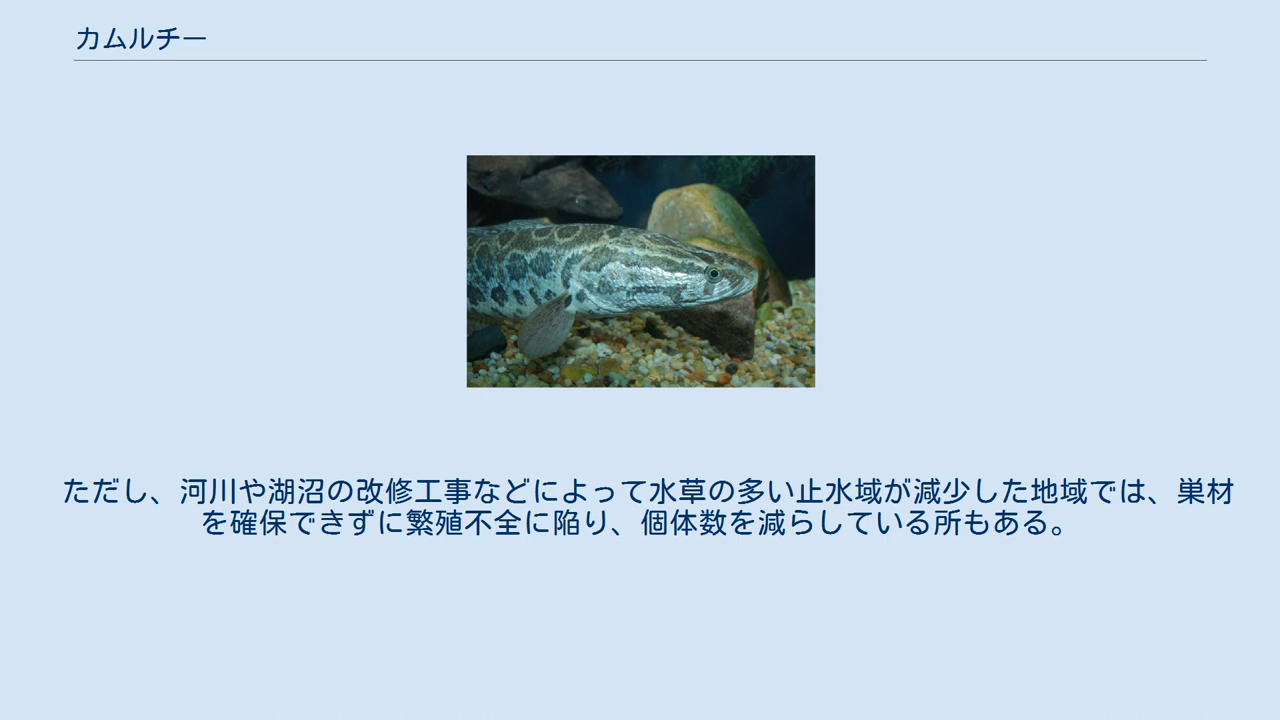 カムルチー
ただし、河川や湖沼の改修工事などによって水草の多い止水域が減少した地域では、巣材
を確保できずに繁殖不全に陥り、個体数を減らしている所もある。